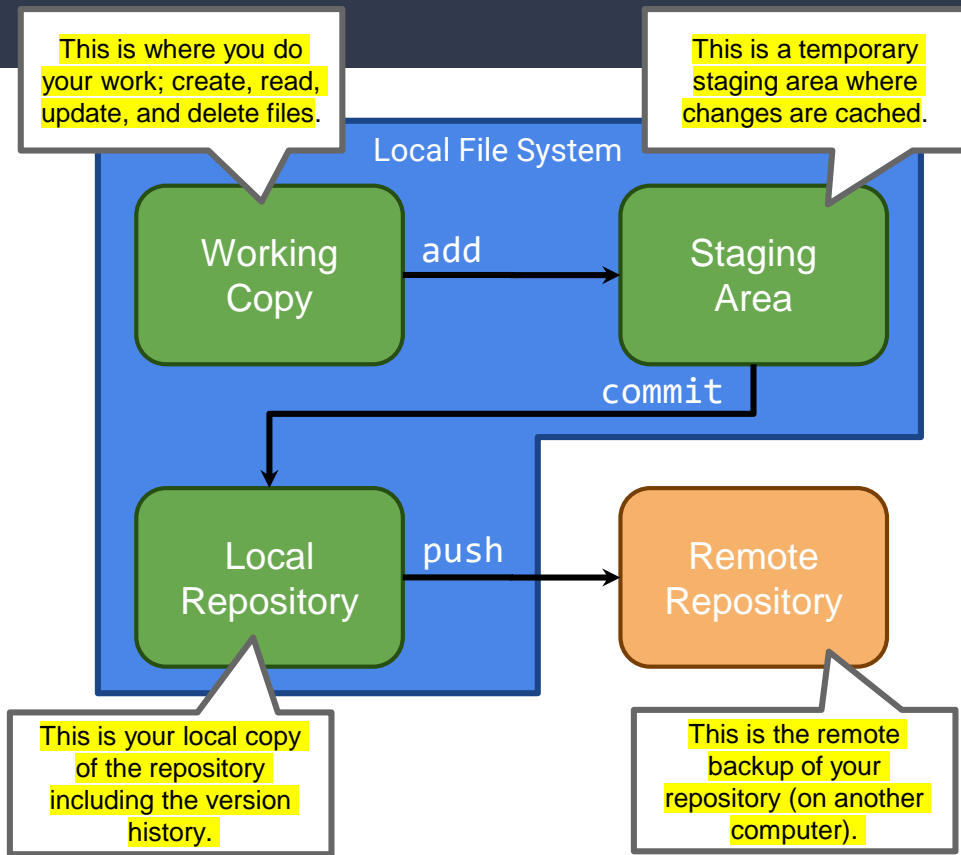 This is where you do
your work; create, read,
update, and delete files.
This is a temporary
staging area where
changes are cached.
Local File System
Working
Copy
add
Staging
Area
commit
Local
Repository
push
Remote
Repository
This is your local copy
of the repository
including the version
history.
This is the remote
backup of your
repository (on another
computer).